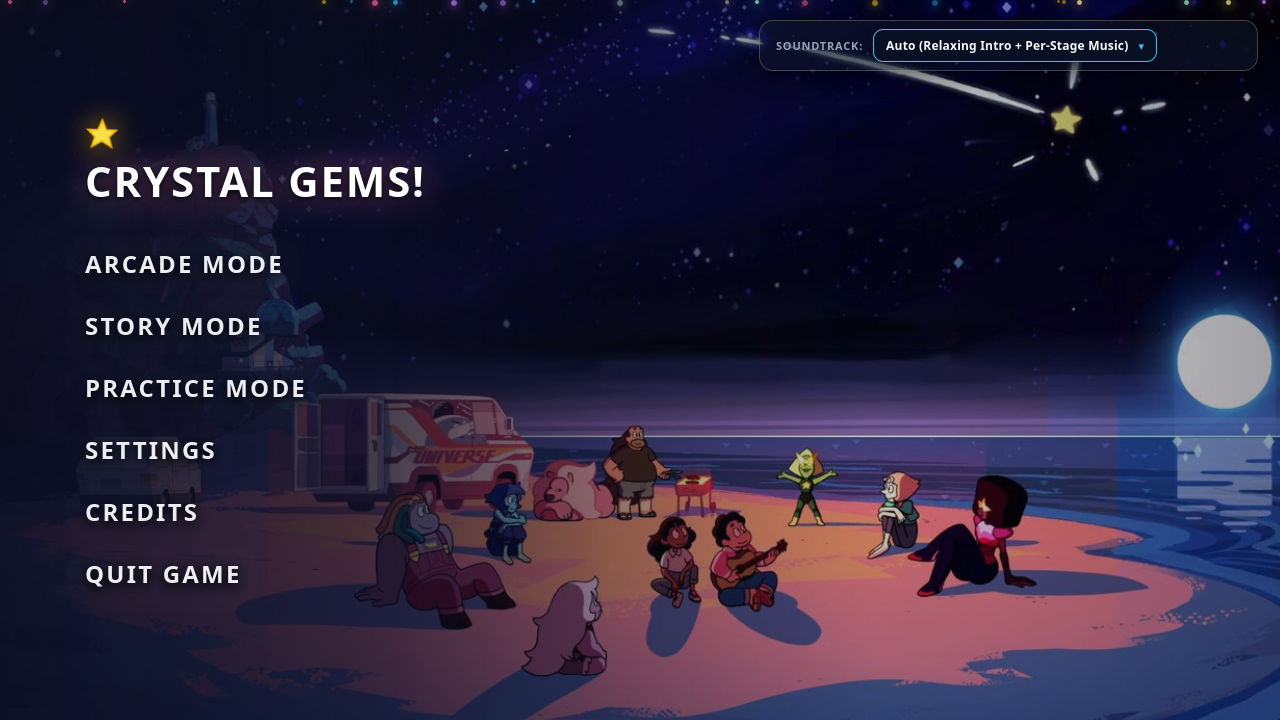 SOUNDTRACK: Auto (Relaxing Intro + Per-Stage Music)
CRYSTAL GEMS!
ARCADE MODE
STORY MODE
PRACTICE MODE
SETTINGS
CREDITS
QUIT GAME
UNIVERSE